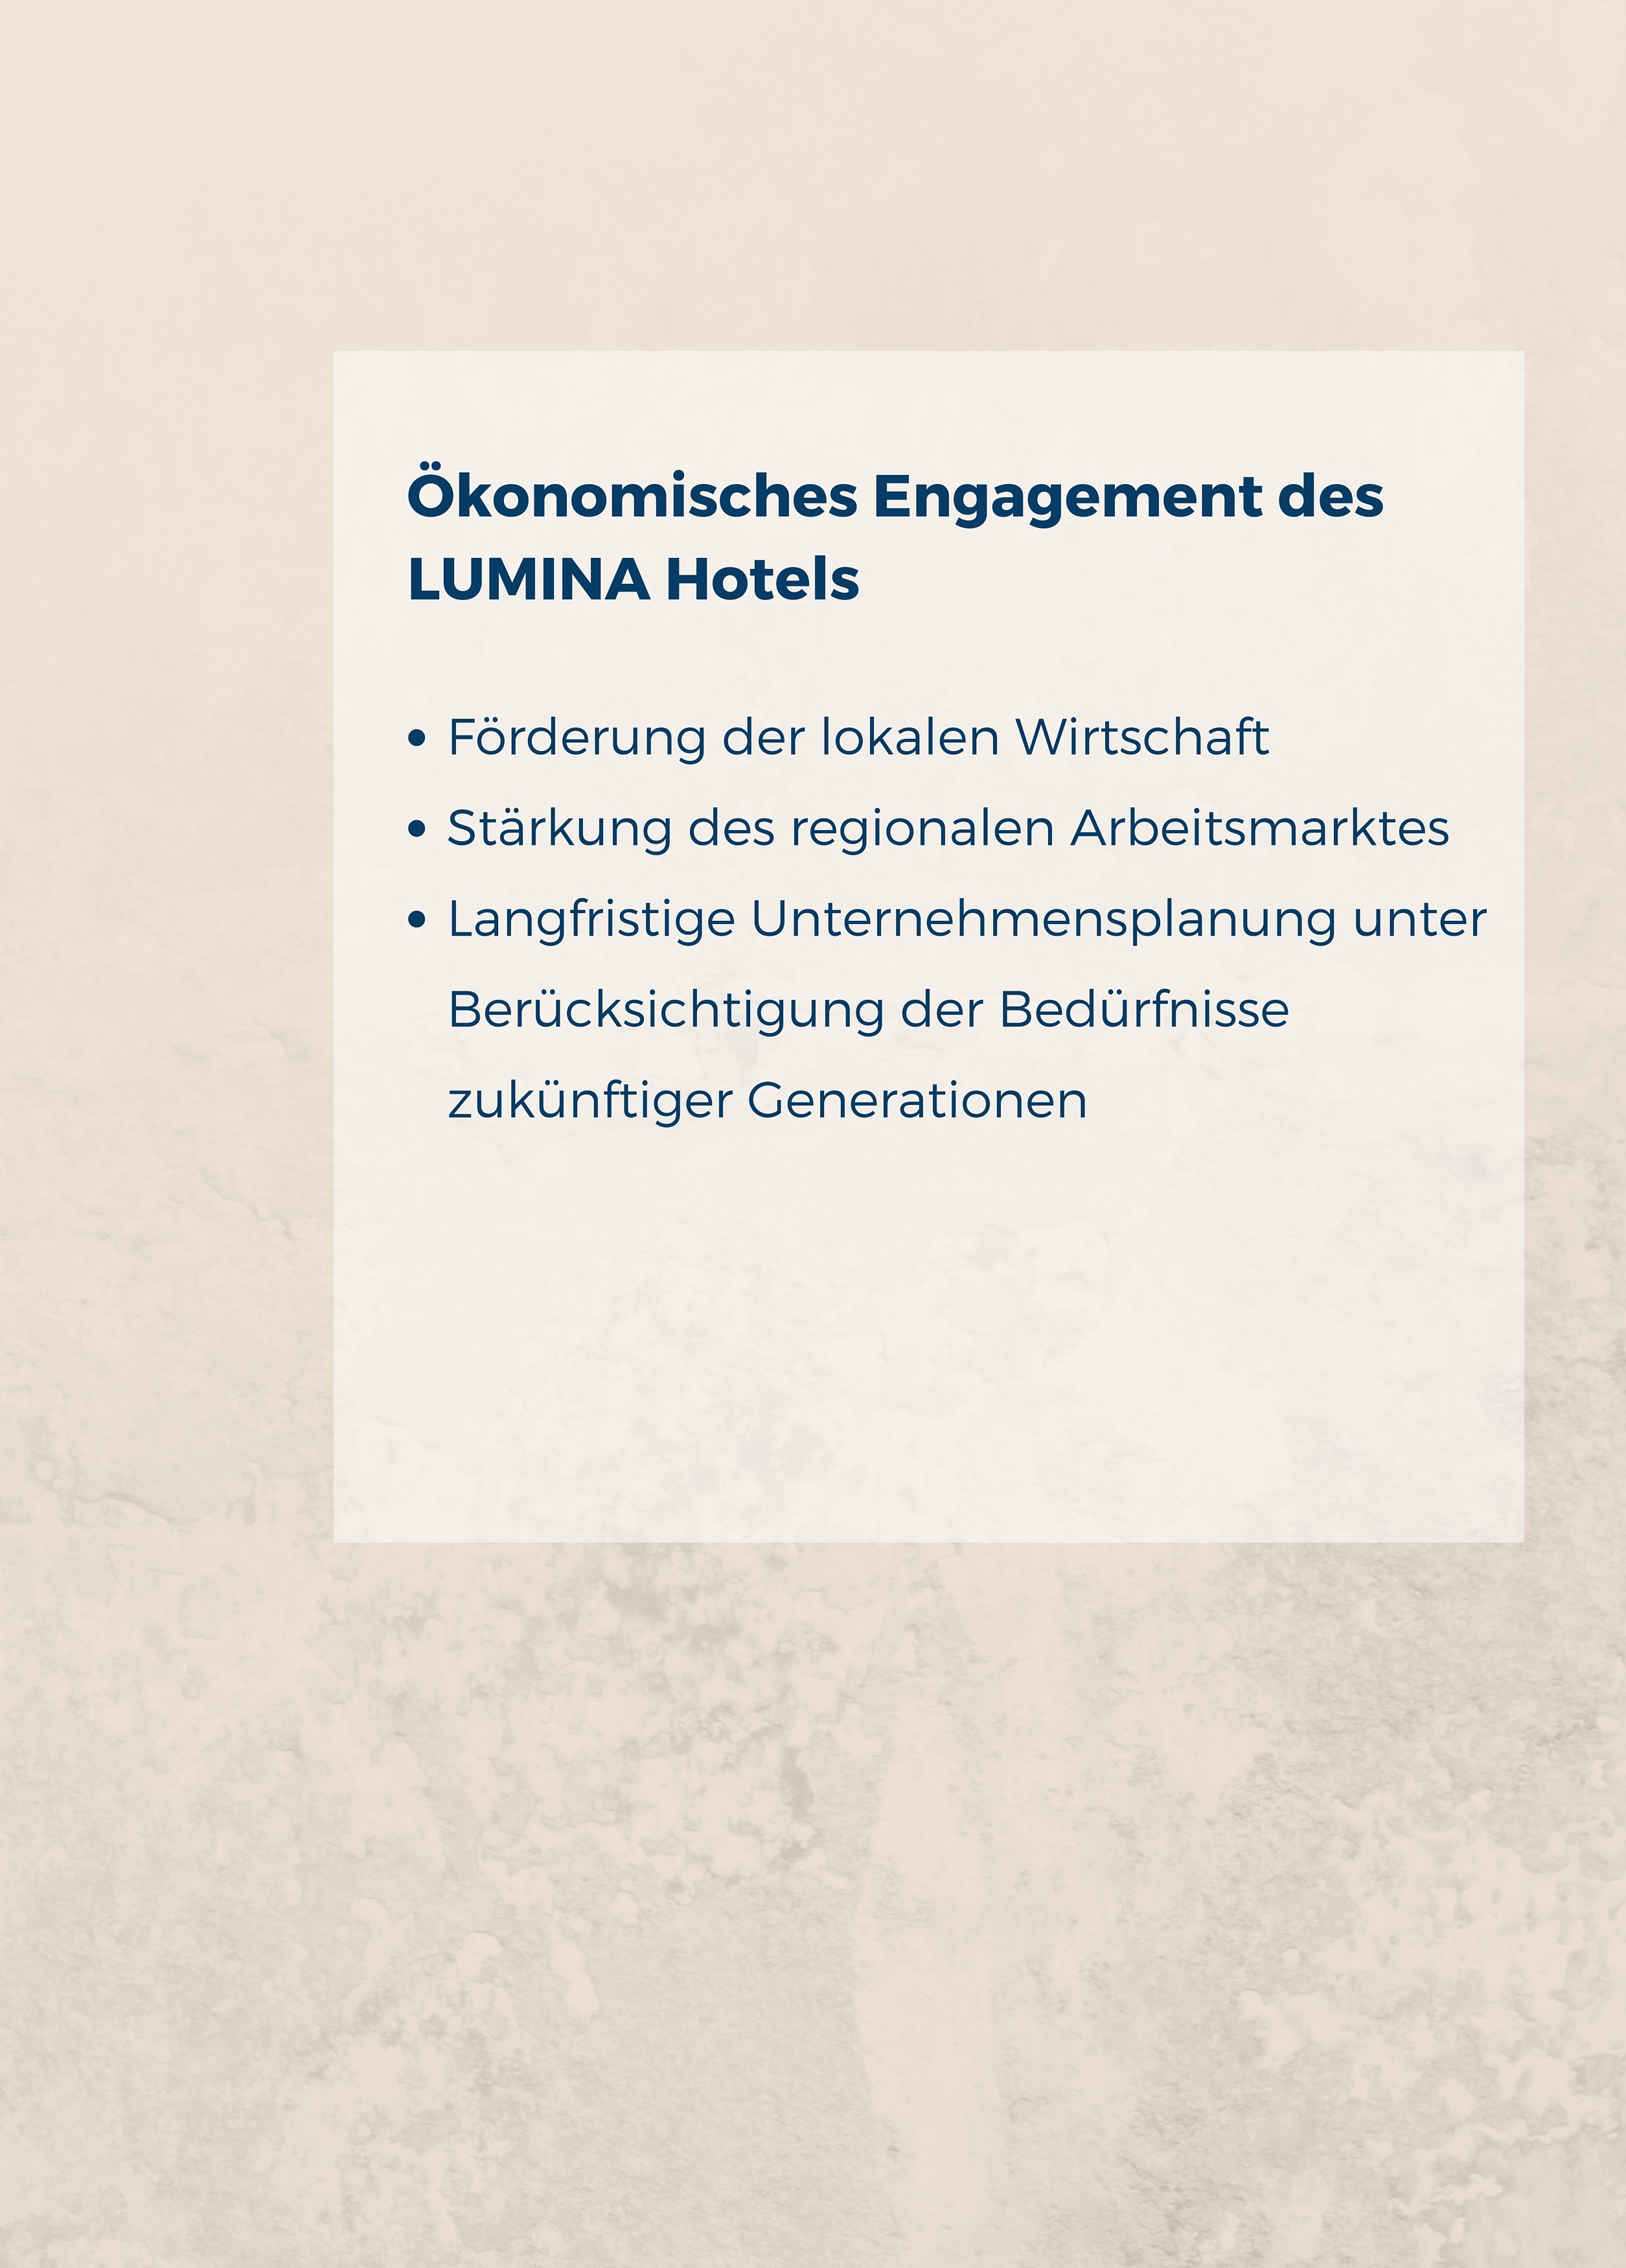 Ökonomisches Engagement des
LUMINA Hotels
• Förderung der lokalen Wirtschaft
• Stärkung des regionalen Arbeitsmarktes
• Langfristige Unternehmensplanung unter
Berücksichtigung der Bedürfnisse
zukünftiger Generationen